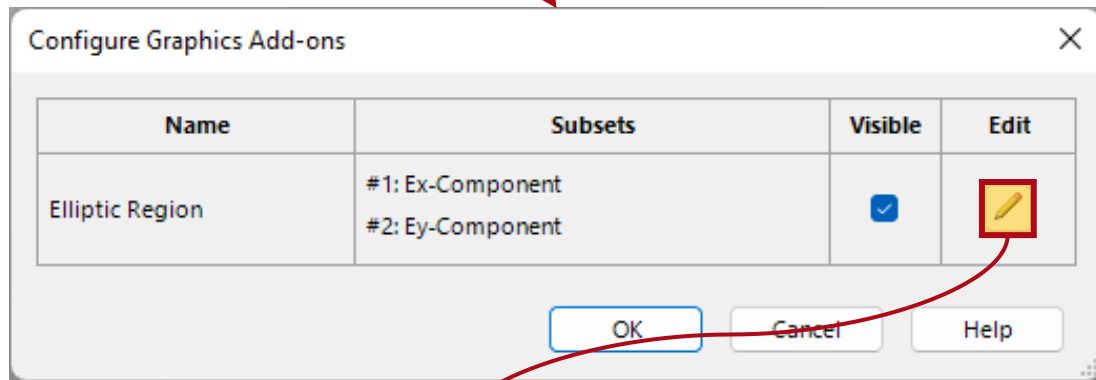 Configure Graphics Add-ons
Name Subsets Visible Edit
Elliptic Region
#1: Ex-Component
#2: Ey-Component
OK Cancel Help